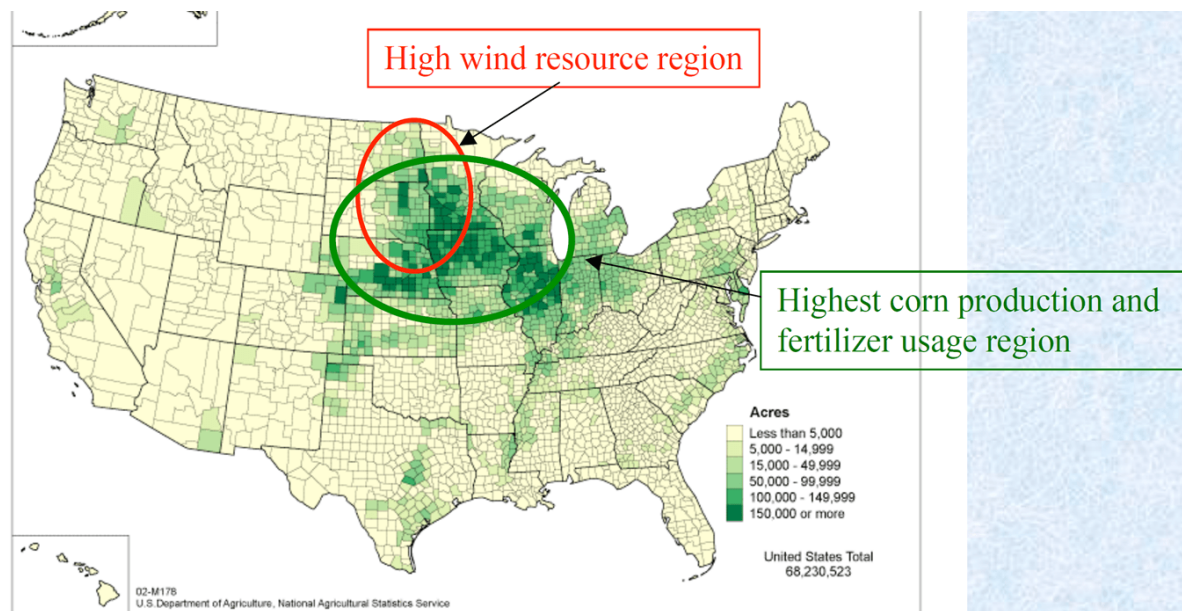 High wind resource region
Highest corn production and
fertilizer usage region
Acres
Less than 5,000
5,000 - 14,999
15,000 - 49,999
50,000 - 99,999
100,000 - 149,999
150,000 or more
United States Total
68,230,523
02-M178
U.S.Department of Agriculture, National Agricultural Statistics Service